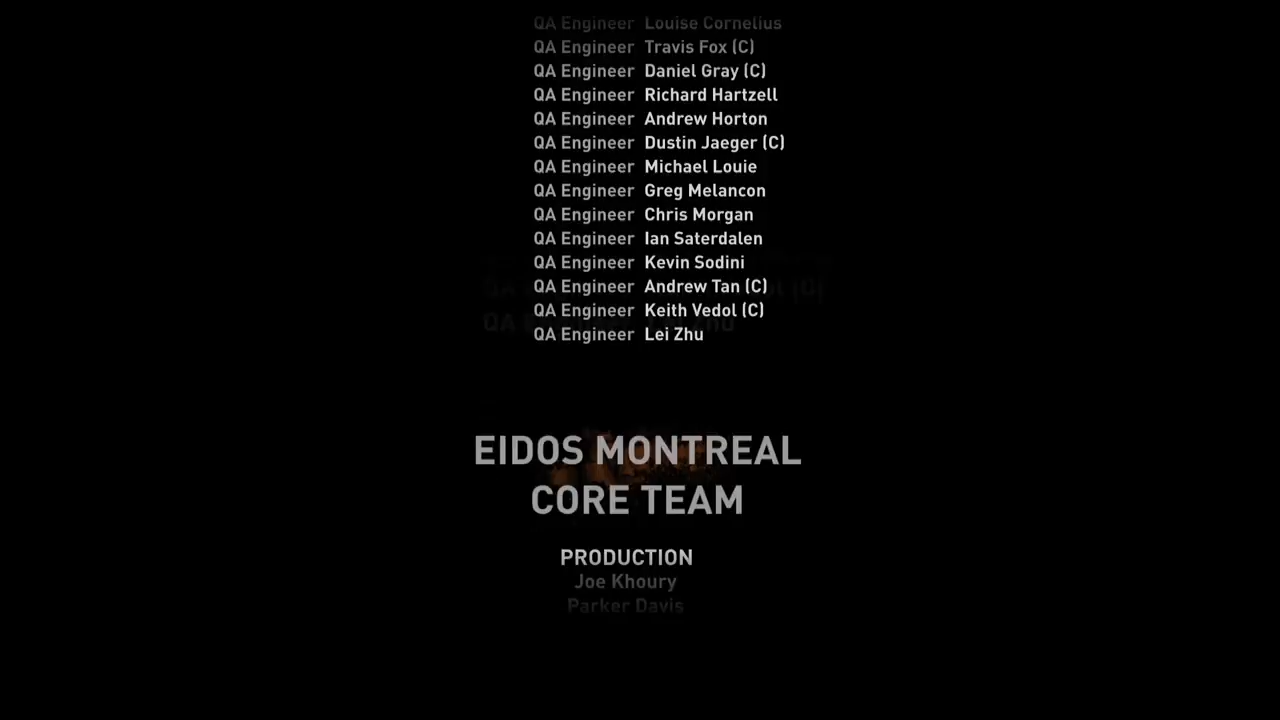 QA Engineer Louise Cornelius
QA Engineer Travis Fox (C)
QA Engineer Daniel Gray (C)
QA Engineer Richard Hartzell
QA Engineer Andrew Horton
QA Engineer Dustin Jaeger (C)
QA Engineer Michael Louie
QA Engineer Greg Melancon
QA Engineer Chris Morgan
QA Engineer Ian Saterdalen
QA Engineer Kevin Sodini
QA Engineer Andrew Tan (C)
QA Engineer Keith Vedol (C)
QA Engineer Lei Zhu
EIDOS MONTREAL
CORE TEAM
PRODUCTION
Joe Khoury
Parker Davis